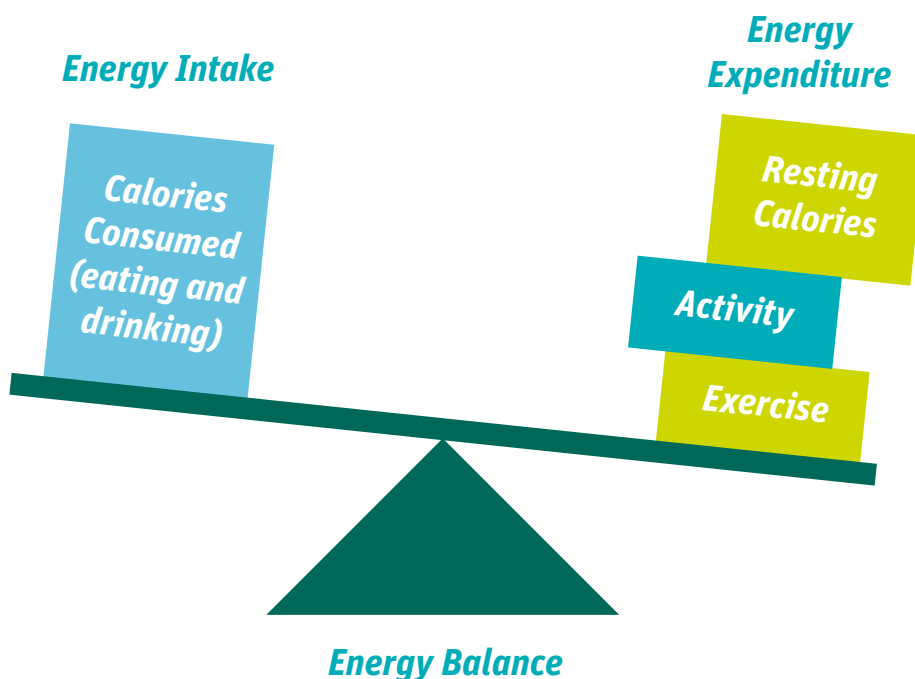 Energy Intake
Calories
Consumed
(eating and
drinking)
Energy
Expenditure
Resting
Calories
Activity
Exercise
Energy Balance